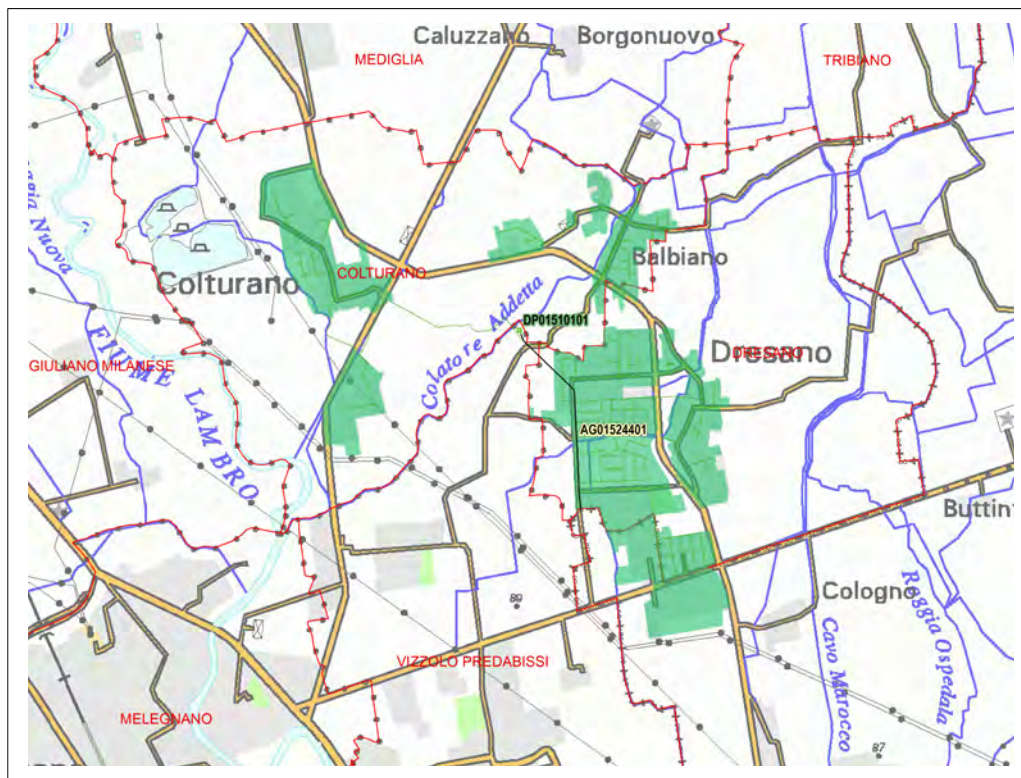 Caluzzano
Borgonuovo
MEDIGLIA
TRIBIANO
Nuova
Colturano
COLTURANO
Balbiano
Colatore Addetta
DP01510101
DRESANO
Dresano
GIULIANO MILANESE
FIUME LAMBRO
AG01524401
Buttin
Cologno
Roggia Ospedala
Cavo Marocco
89
VIZZOLO PREDABISSI
MELEGNANO
87